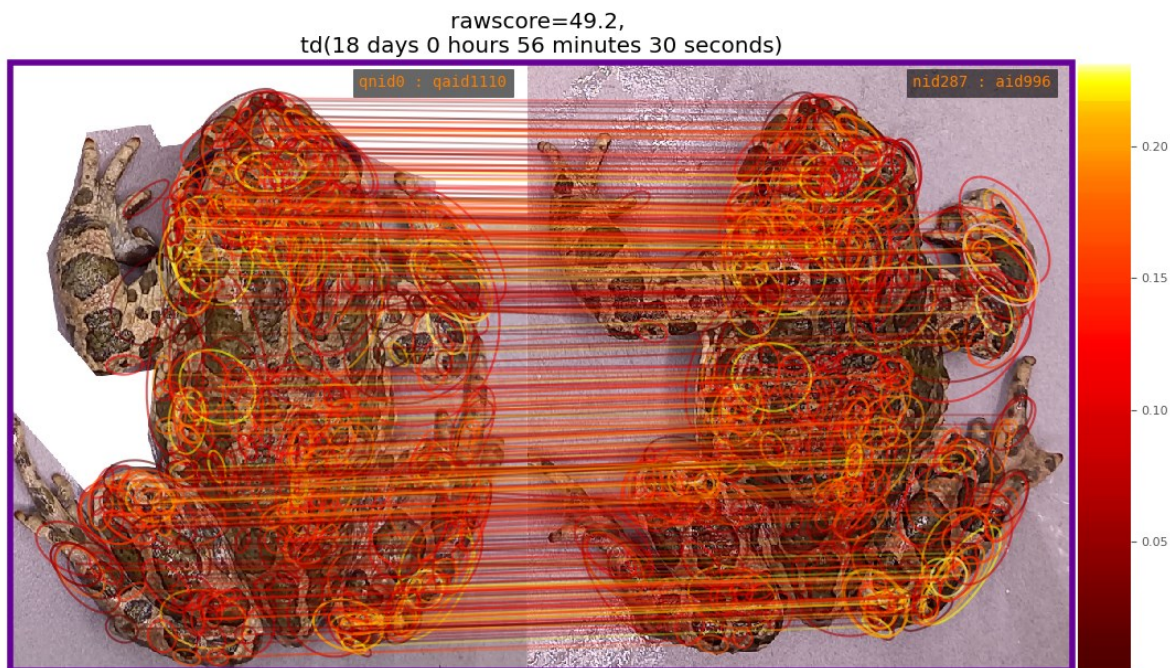 rawscore=49.2,
td(18 days 0 hours 56 minutes 30 seconds)
qnid0 : qaid1110
nid287 : aid996
0.20
0.15
0.10
0.05